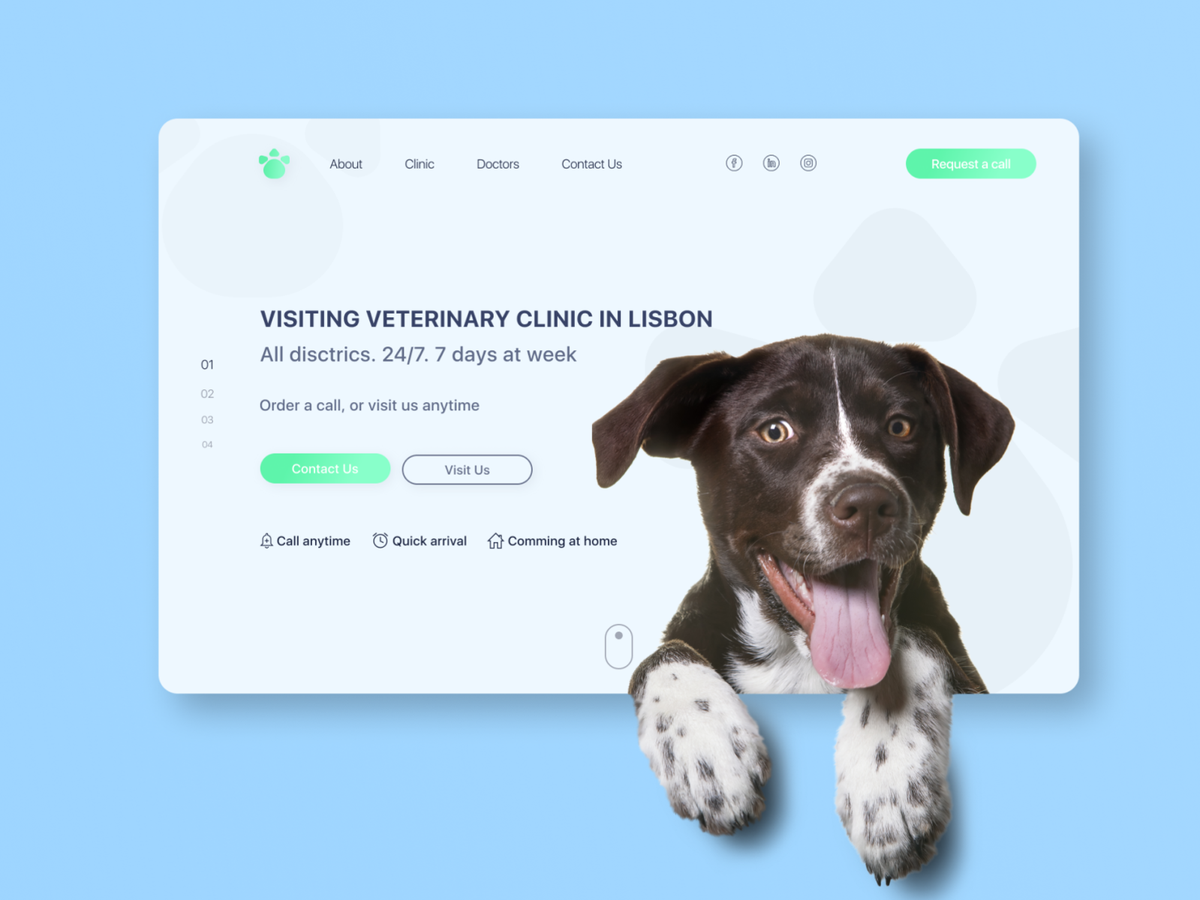 About Clinic Doctors Contact Us Request a call
VISITING VETERINARY CLINIC IN LISBON
All disctrics. 24/7. 7 days at week
01
02
03
04
Order a call, or visit us anytime
Contact Us Visit Us
Call anytime Quick arrival Comming at home